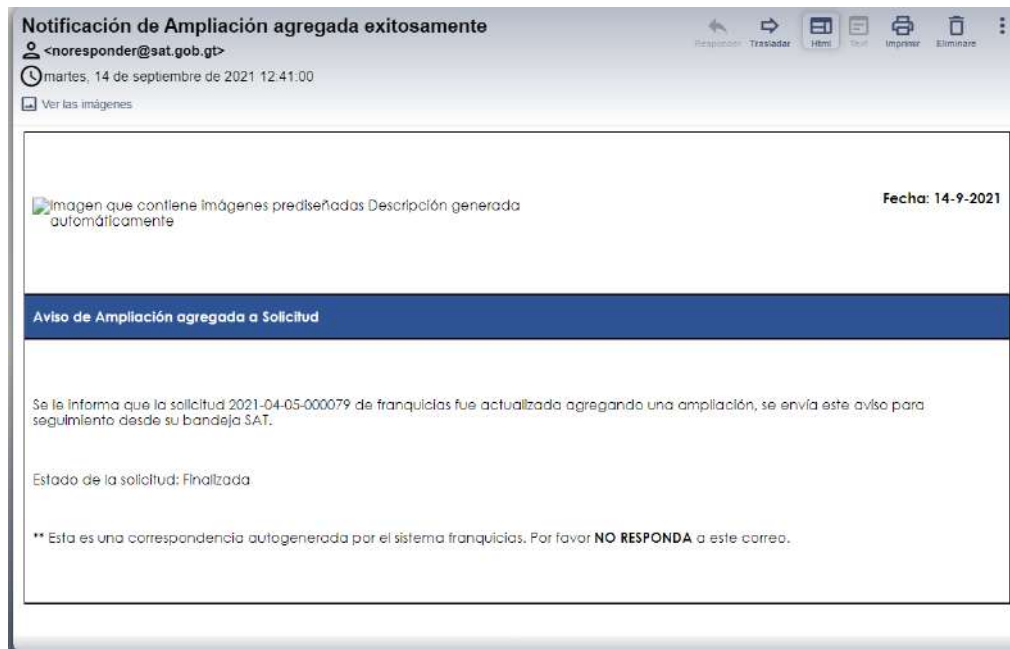 Notificación de Ampliación agregada exitosamente
<noresponder@sat.gob.gt>
martes, 14 de septiembre de 2021 12:41:00
Ver las imágenes
Responder Trasladar Html Text Imprimir Eliminare
Imagen que contiene imágenes prediseñadas Descripción generada
automáticamente
Fecha: 14-9-2021
Aviso de Ampliación agregada a Solicitud
Se le informa que la solicitud 2021-04-05-000079 de franquicias fue actualizada agregando una ampliación, se envía este aviso para
seguimiento desde su bandeja SAT.
Estado de la solicitud: Finalizada
** Esta es una correspondencia autogenerada por el sistema franquicias. Por favor NO RESPONDA a este correo.